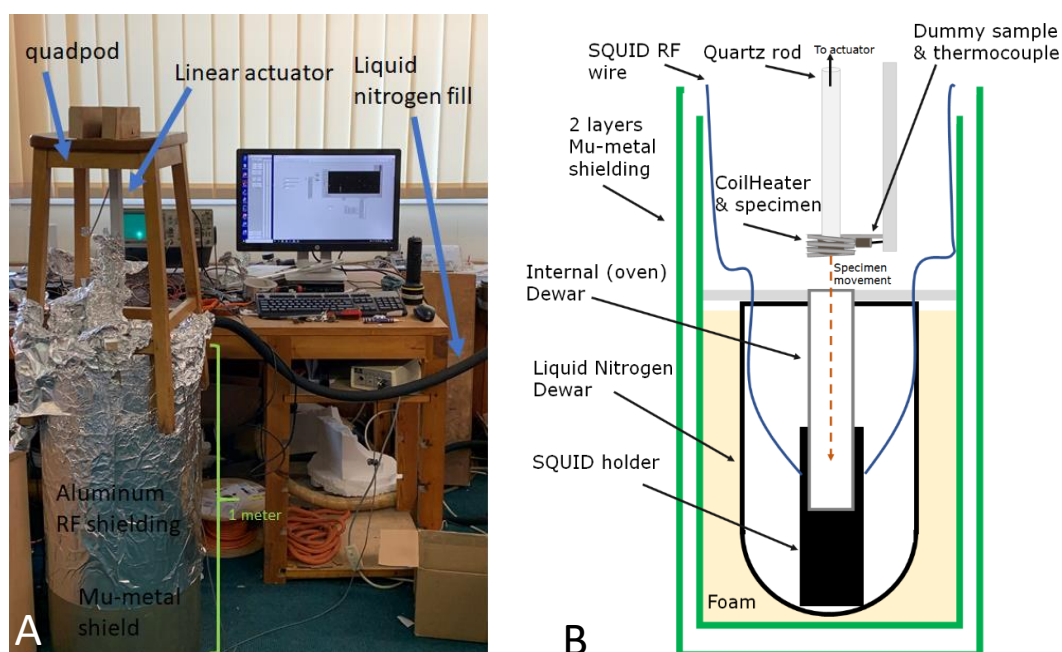 quadpod
Linear actuator
Liquid
nitrogen fill
Aluminum
RF shielding
1 meter
Mu-metal
shield
A
SQUID RF
wire
Quartz rod
To actuator
Dummy sample
& thermocouple
2 layers
Mu-metal
shielding
CoilHeater
& specimen
Specimen
movement
Internal (oven)
Dewar
Liquid Nitrogen
Dewar
SQUID holder
Foam
B